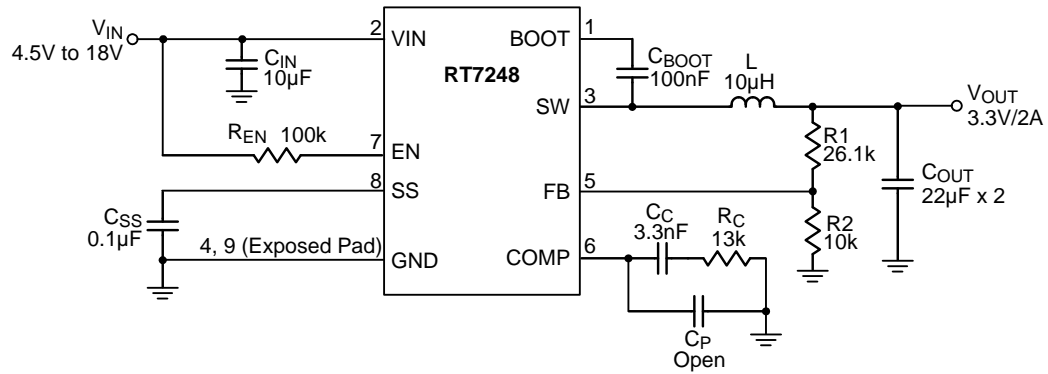 VIN
4.5V to 18V
CIN
10µF
2
VIN
REN 100k
7
EN
8
SS
CSS
0.1µF
4, 9 (Exposed Pad)
GND
RT7248
BOOT
1
CBOOT
100nF
L
10µH
SW
3
VOUT
3.3V/2A
R1
26.1k
COUT
22µF x 2
FB
5
R2
10k
COMP
6
CC
3.3nF
RC
13k
CP
Open